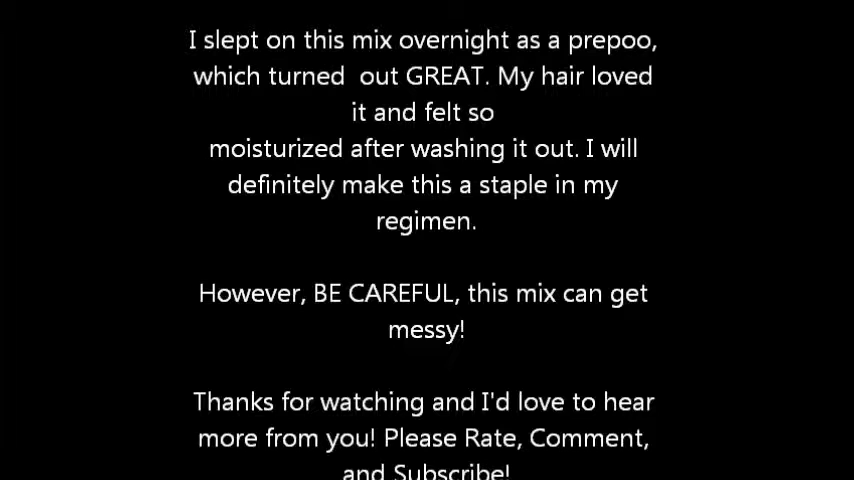 I slept on this mix overnight as a prepoo,
which turned  out GREAT. My hair loved
it and felt so
moisturized after washing it out. I will
definitely make this a staple in my
regimen.
However, BE CAREFUL, this mix can get
messy!
Thanks for watching and I'd love to hear
more from you! Please Rate, Comment,
and Subscribe!